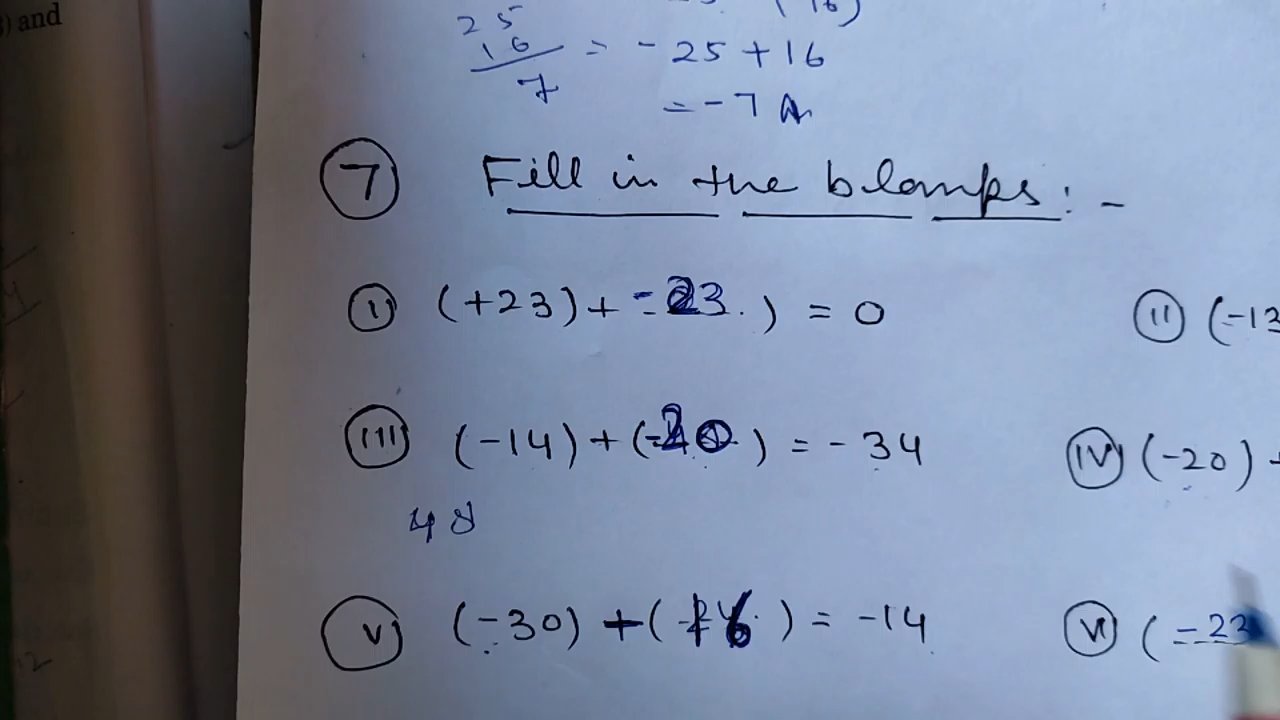 ) and
(16)
25
16
7
= - 25 + 16
= - 7
7 Fill in the blanks : -
(i) (+23) + -23. ) = 0
(ii) (-13
(iii) (-14) + (-20. ) = - 34
(iv) (-20) +
48
(v) (-30) + ( 16. ) = -14
(vi) ( -23